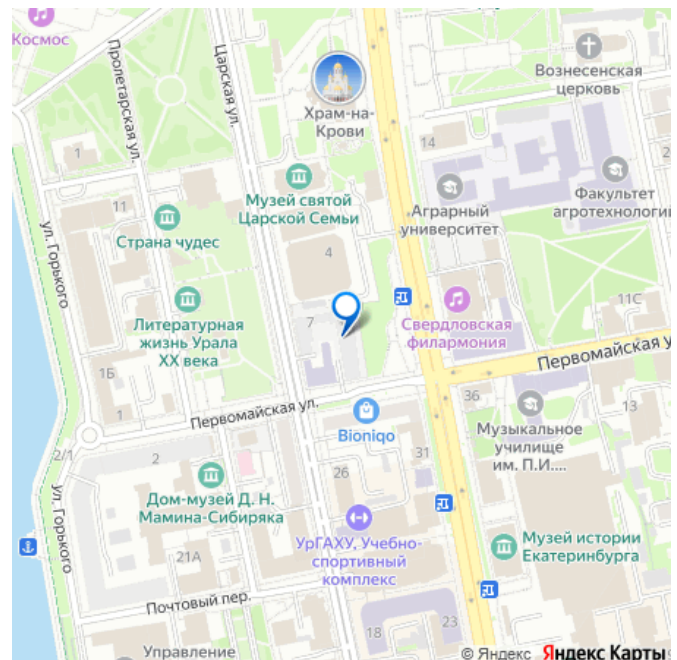 Космос
Пролетарская ул.
Царская ул.
Храм-на-
Крови
Вознесенская
церковь
14
1
Музей святой
Царской Семьи
Аграрный
университет
Факультет
агротехнологи
2
11
Страна чудес
ул. Горького
4
7
Литературная
жизнь Урала
XX века
Свердловская
филармония
11С
Первомайская у
1Б
1
Первомайская ул.
Bioniqo
36
Музыкальное
училище
им. П.И....
13
2/1
2
31
26
Дом-музей Д. Н.
Мамина-Сибиряка
ул. Горького
УрГАХУ, Учебно-
спортивный
комплекс
Музей истории
Екатеринбурга
21А
Почтовый пер.
18
23
Управление
© Яндекс Яндекс Карты